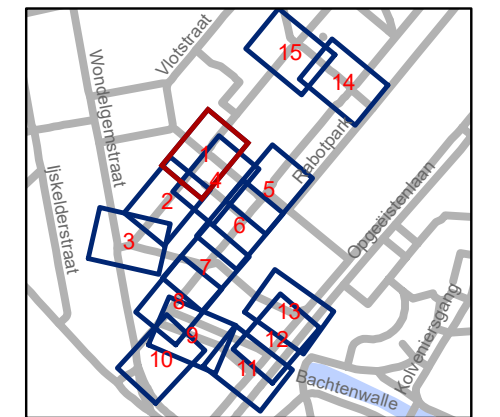 Vlotstraat
15
14
Wondelgemstraat
Rabotpark
1
4
5
Ijskelderstraat
2
6
3
Opgeëistenlaan
7
8
13
9
12
10
11
Kolveniersgang
Bachtenwalle